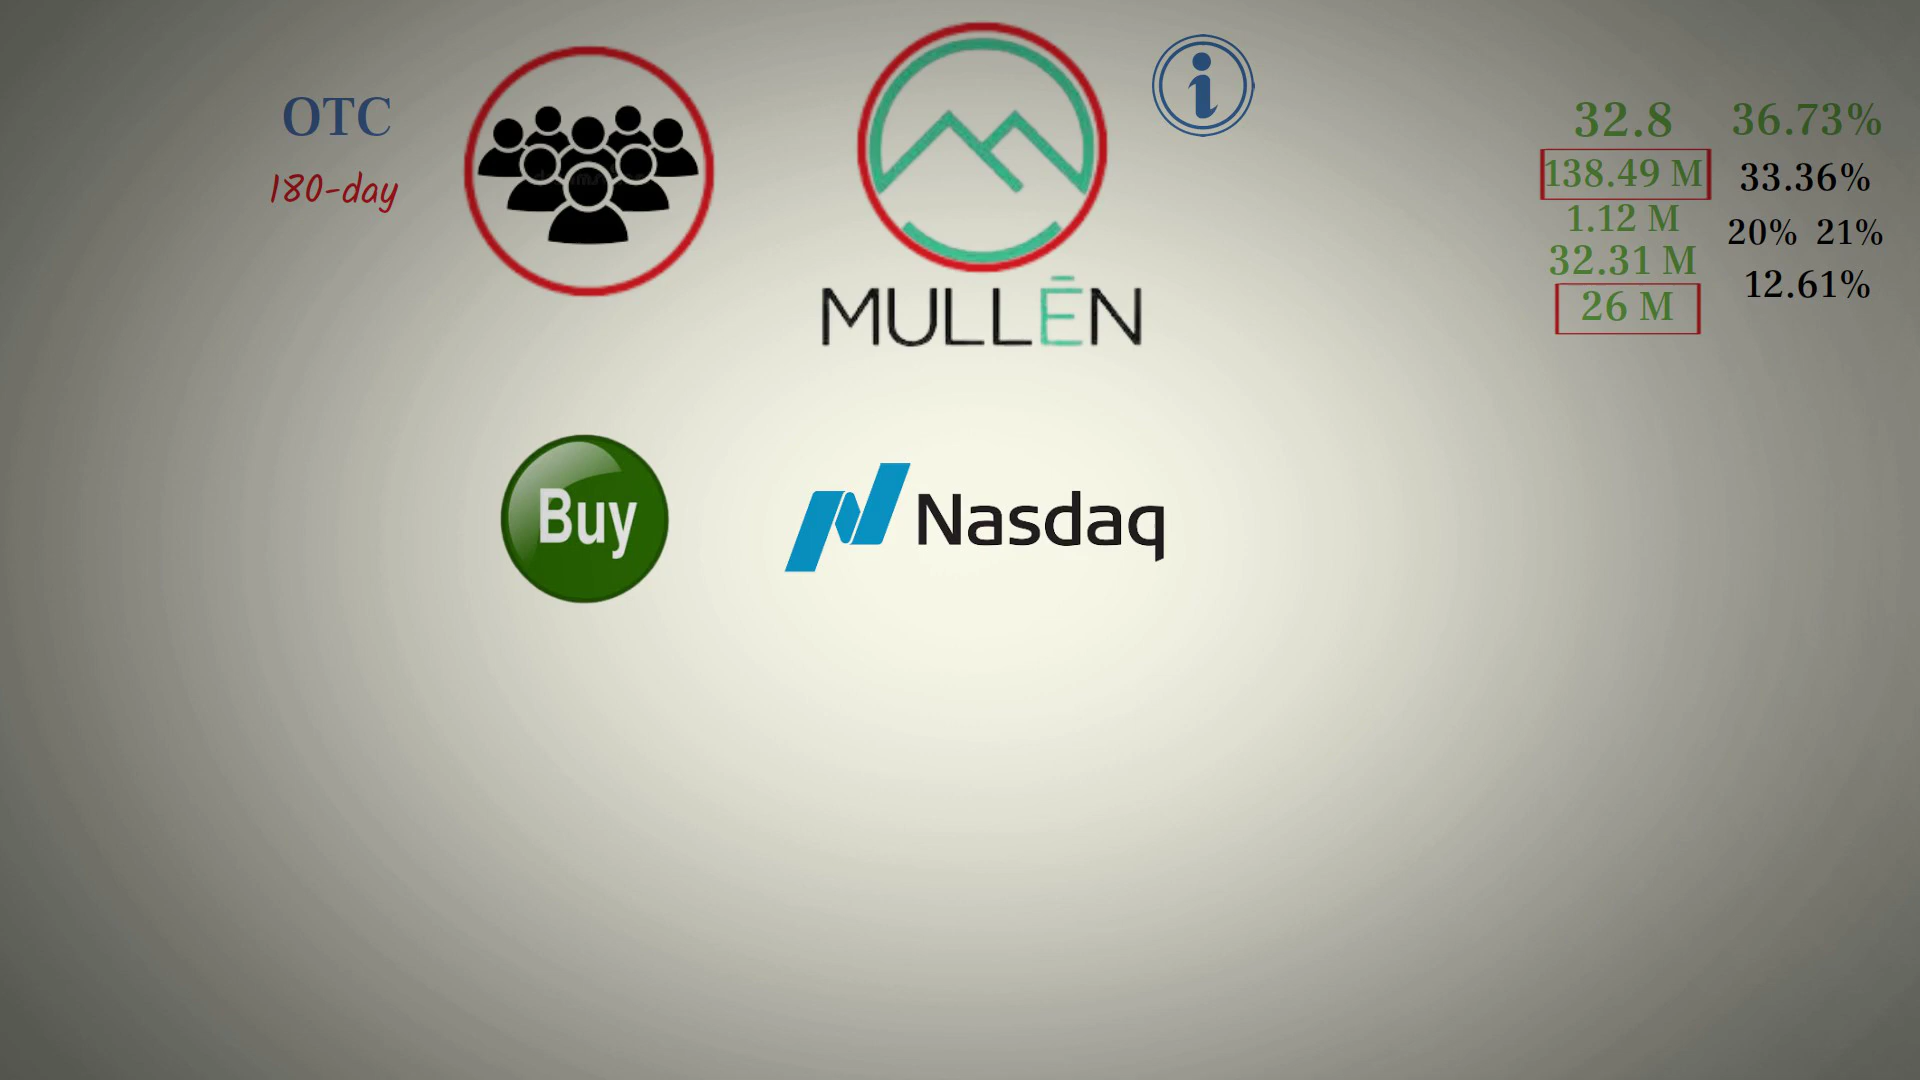 OTC
180-day
MULLĒN
i
32.8 36.73%
138.49 M 33.36%
1.12 M 20% 21%
32.31 M 12.61%
26 M
Buy
Nasdaq